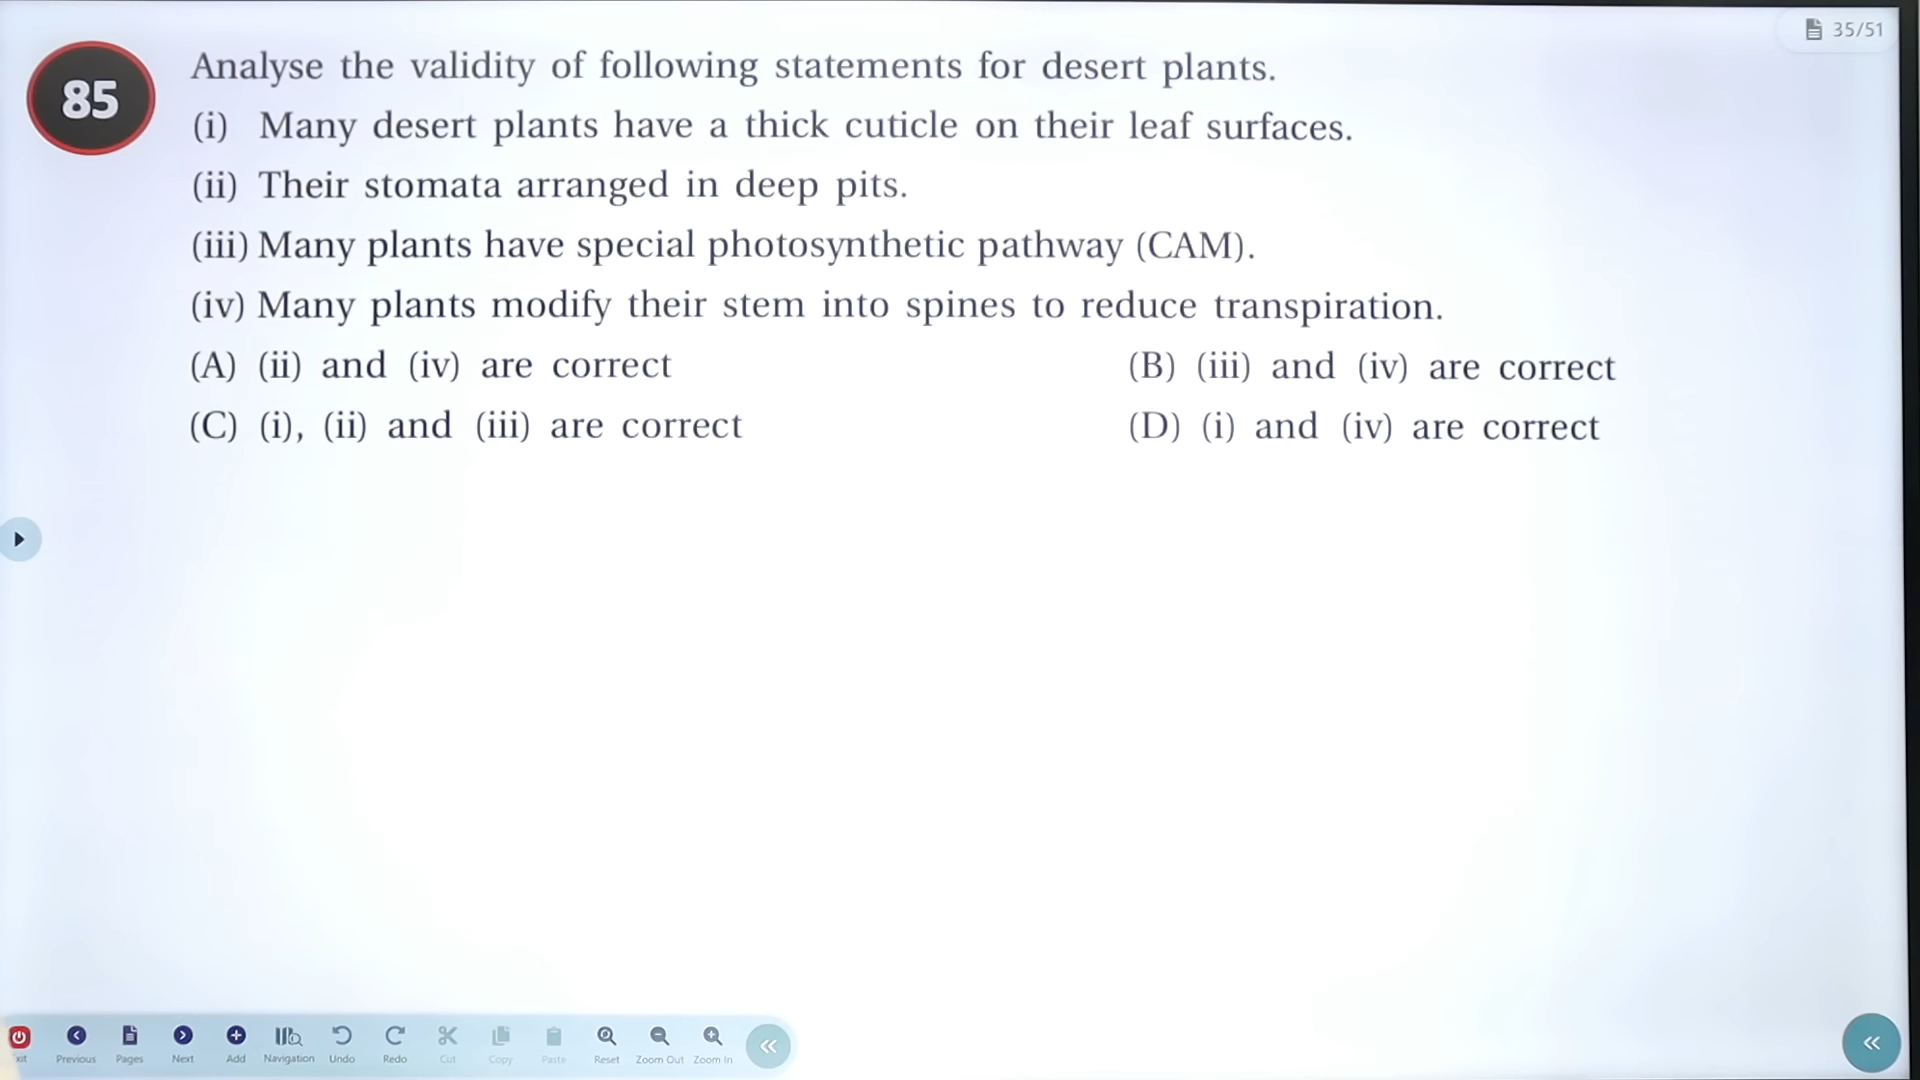 35/51
85
Analyse the validity of following statements for desert plants.
(i) Many desert plants have a thick cuticle on their leaf surfaces.
(ii) Their stomata arranged in deep pits.
(iii) Many plants have special photosynthetic pathway (CAM).
(iv) Many plants modify their stem into spines to reduce transpiration.
(A) (ii) and (iv) are correct (B) (iii) and (iv) are correct
(C) (i), (ii) and (iii) are correct (D) (i) and (iv) are correct
xit Previous Pages Next Add Navigation Undo Redo Cut Copy Paste Reset Zoom Out Zoom In